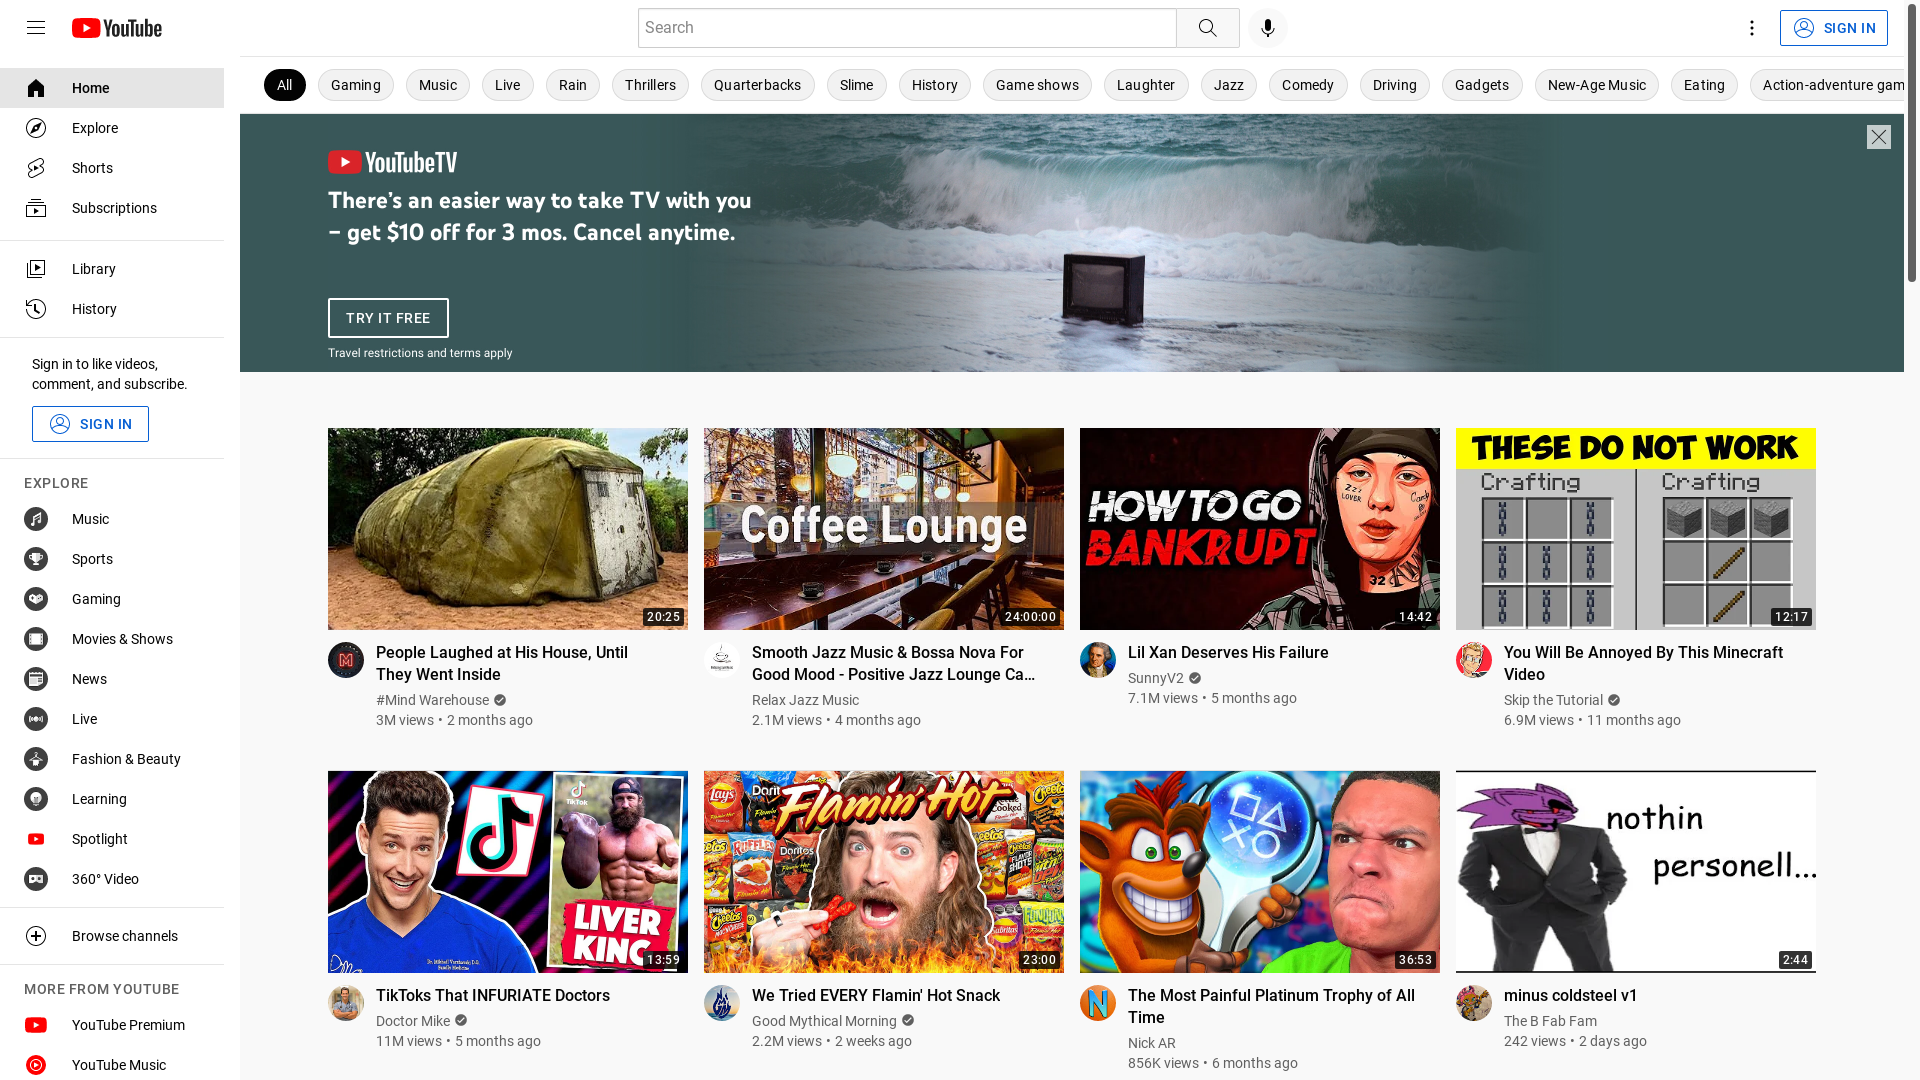 YouTube
Search
SIGN IN
Home
Explore
Shorts
Subscriptions
Library
History
Sign in to like videos,
comment, and subscribe.
SIGN IN
EXPLORE
Music
Sports
Gaming
Movies & Shows
News
Live
Fashion & Beauty
Learning
Spotlight
360° Video
Browse channels
MORE FROM YOUTUBE
YouTube Premium
YouTube Music
All
Gaming
Music
Live
Rain
Thrillers
Quarterbacks
Slime
History
Game shows
Laughter
Jazz
Comedy
Driving
Gadgets
New-Age Music
Eating
Action-adventure gam
YouTubeTV
There's an easier way to take TV with you
– get $10 off for 3 mos. Cancel anytime.
TRY IT FREE
Travel restrictions and terms apply
20:25
People Laughed at His House, Until
They Went Inside
#Mind Warehouse
3M views • 2 months ago
Coffee Lounge
24:00:00
Smooth Jazz Music & Bossa Nova For
Good Mood - Positive Jazz Lounge Ca...
Relax Jazz Music
2.1M views • 4 months ago
HOW TO GO
BANKRUPT
ZZZ
LOVER
Candy
32
14:42
Lil Xan Deserves His Failure
SunnyV2
7.1M views • 5 months ago
THESE DO NOT WORK
Crafting
Crafting
12:17
You Will Be Annoyed By This Minecraft
Video
Skip the Tutorial
6.9M views • 11 months ago
TikTok
LIVER
KING
13:59
TikToks That INFURIATE Doctors
Doctor Mike
11M views • 5 months ago
Flamin' Hot
Lay's
Ruffles
Doritos
Cheetos
Funyuns
23:00
We Tried EVERY Flamin' Hot Snack
Good Mythical Morning
2.2M views • 2 weeks ago
36:53
The Most Painful Platinum Trophy of All
Time
Nick AR
856K views • 6 months ago
nothin
personell...
2:44
minus coldsteel v1
The B Fab Fam
242 views • 2 days ago